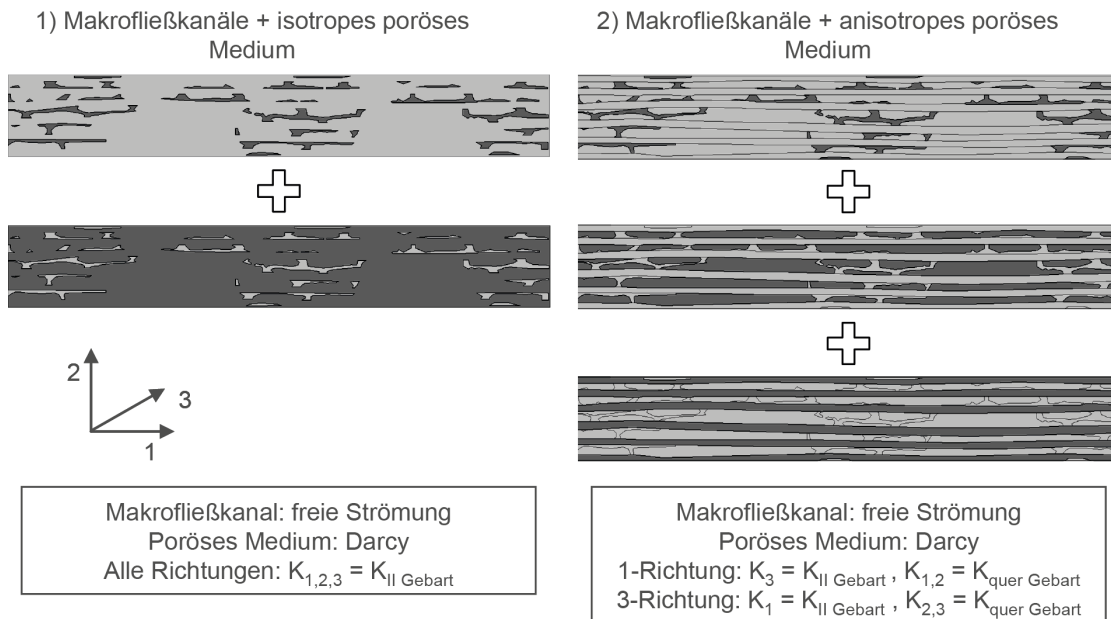 1) Makrofließkanäle + isotropes poröses
Medium
2) Makrofließkanäle + anisotropes poröses
Medium
2
3
1
Makrofließkanal: freie Strömung
Poröses Medium: Darcy
Alle Richtungen: K1,2,3 = KII Gebart
Makrofließkanal: freie Strömung
Poröses Medium: Darcy
1-Richtung: K3 = KII Gebart , K1,2 = Kquer Gebart
3-Richtung: K1 = KII Gebart , K2,3 = Kquer Gebart